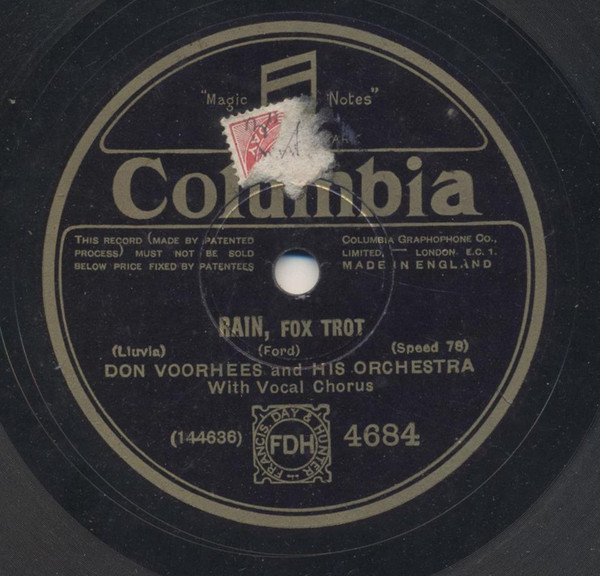 "Magic Notes"
Columbia
THIS RECORD (MADE BY PATENTED
PROCESS) MUST NOT BE SOLD
BELOW PRICE FIXED BY PATENTEES
COLUMBIA GRAPHOPHONE CO.,
LIMITED, — LONDON. E.C. 1.
MADE IN ENGLAND
RAIN, FOX TROT
(Lluvia) (Ford) (Speed 78)
DON VOORHEES and HIS ORCHESTRA
With Vocal Chorus
(144636)
FRANCIS, DAY & HUNTER
FDH
4684